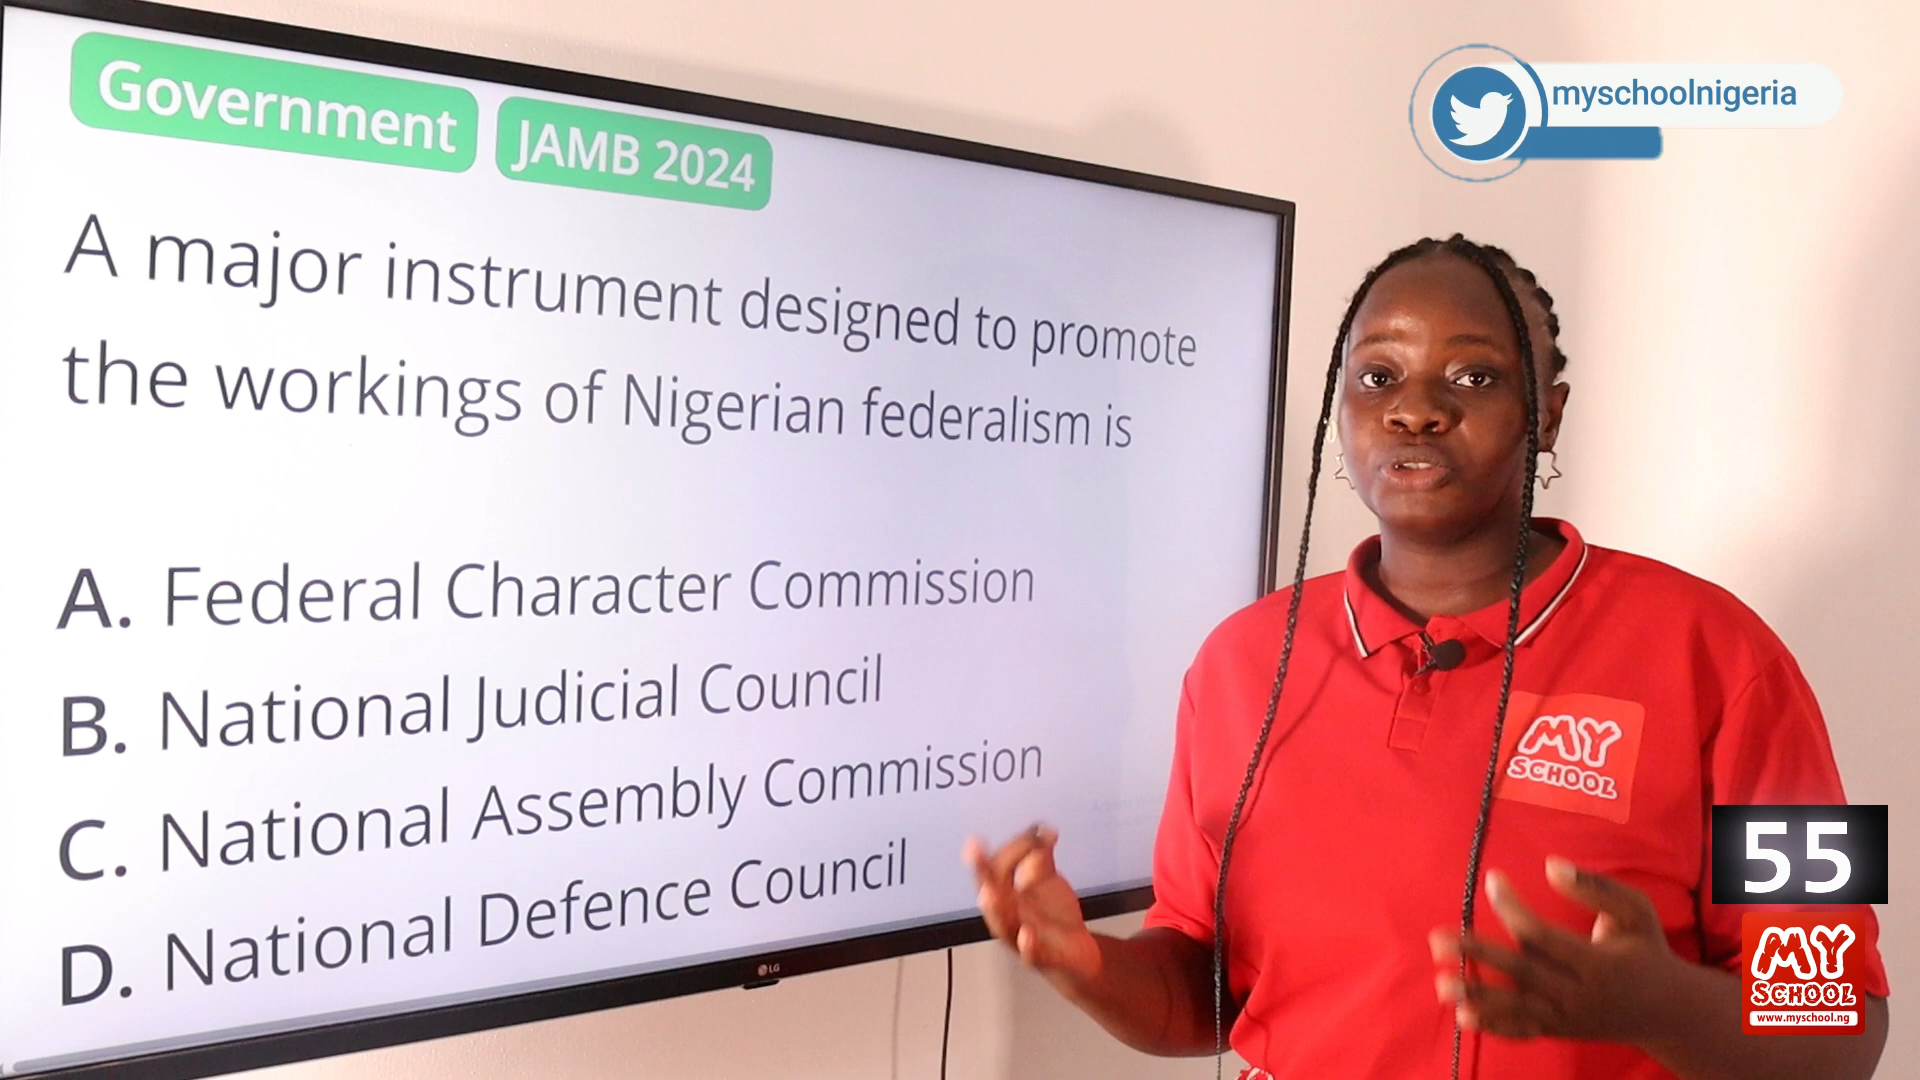 Government JAMB 2024
A major instrument designed to promote
the workings of Nigerian federalism is
A. Federal Character Commission
B. National Judicial Council
C. National Assembly Commission
D. National Defence Council
LG
myschoolnigeria
MY
SCHOOL
55
MY
SCHOOL
www.myschool.ng